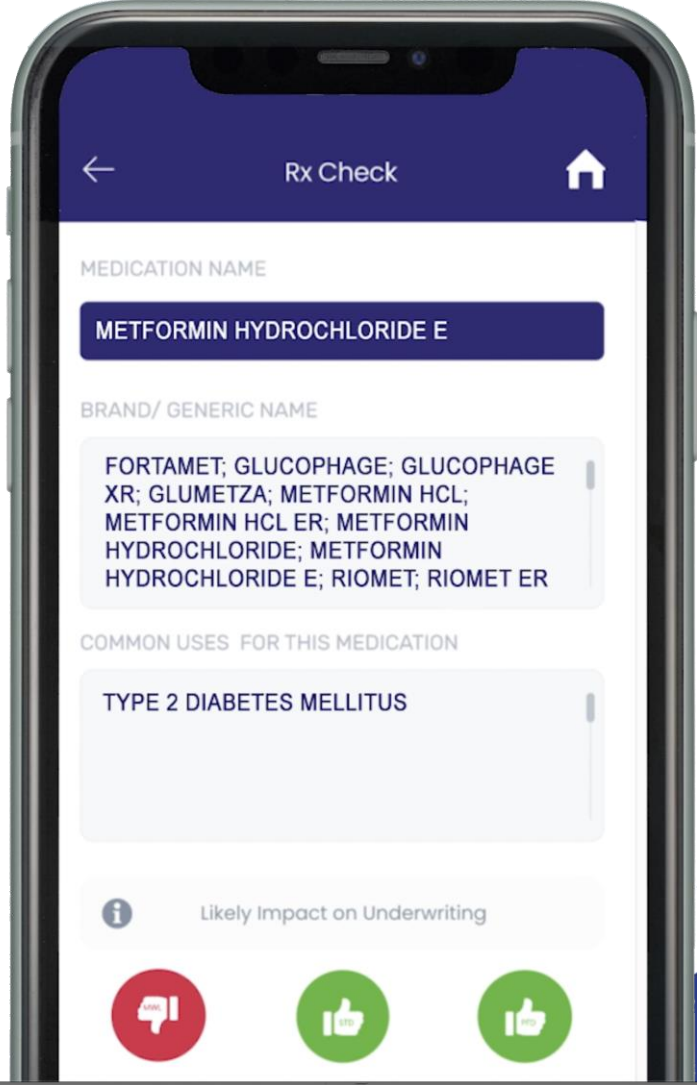 Rx Check
MEDICATION NAME
METFORMIN HYDROCHLORIDE E
BRAND/ GENERIC NAME
FORTAMET; GLUCOPHAGE; GLUCOPHAGE
XR; GLUMETZA; METFORMIN HCL;
METFORMIN HCL ER; METFORMIN
HYDROCHLORIDE; METFORMIN
HYDROCHLORIDE E; RIOMET; RIOMET ER
COMMON USES FOR THIS MEDICATION
TYPE 2 DIABETES MELLITUS
Likely Impact on Underwriting
STD